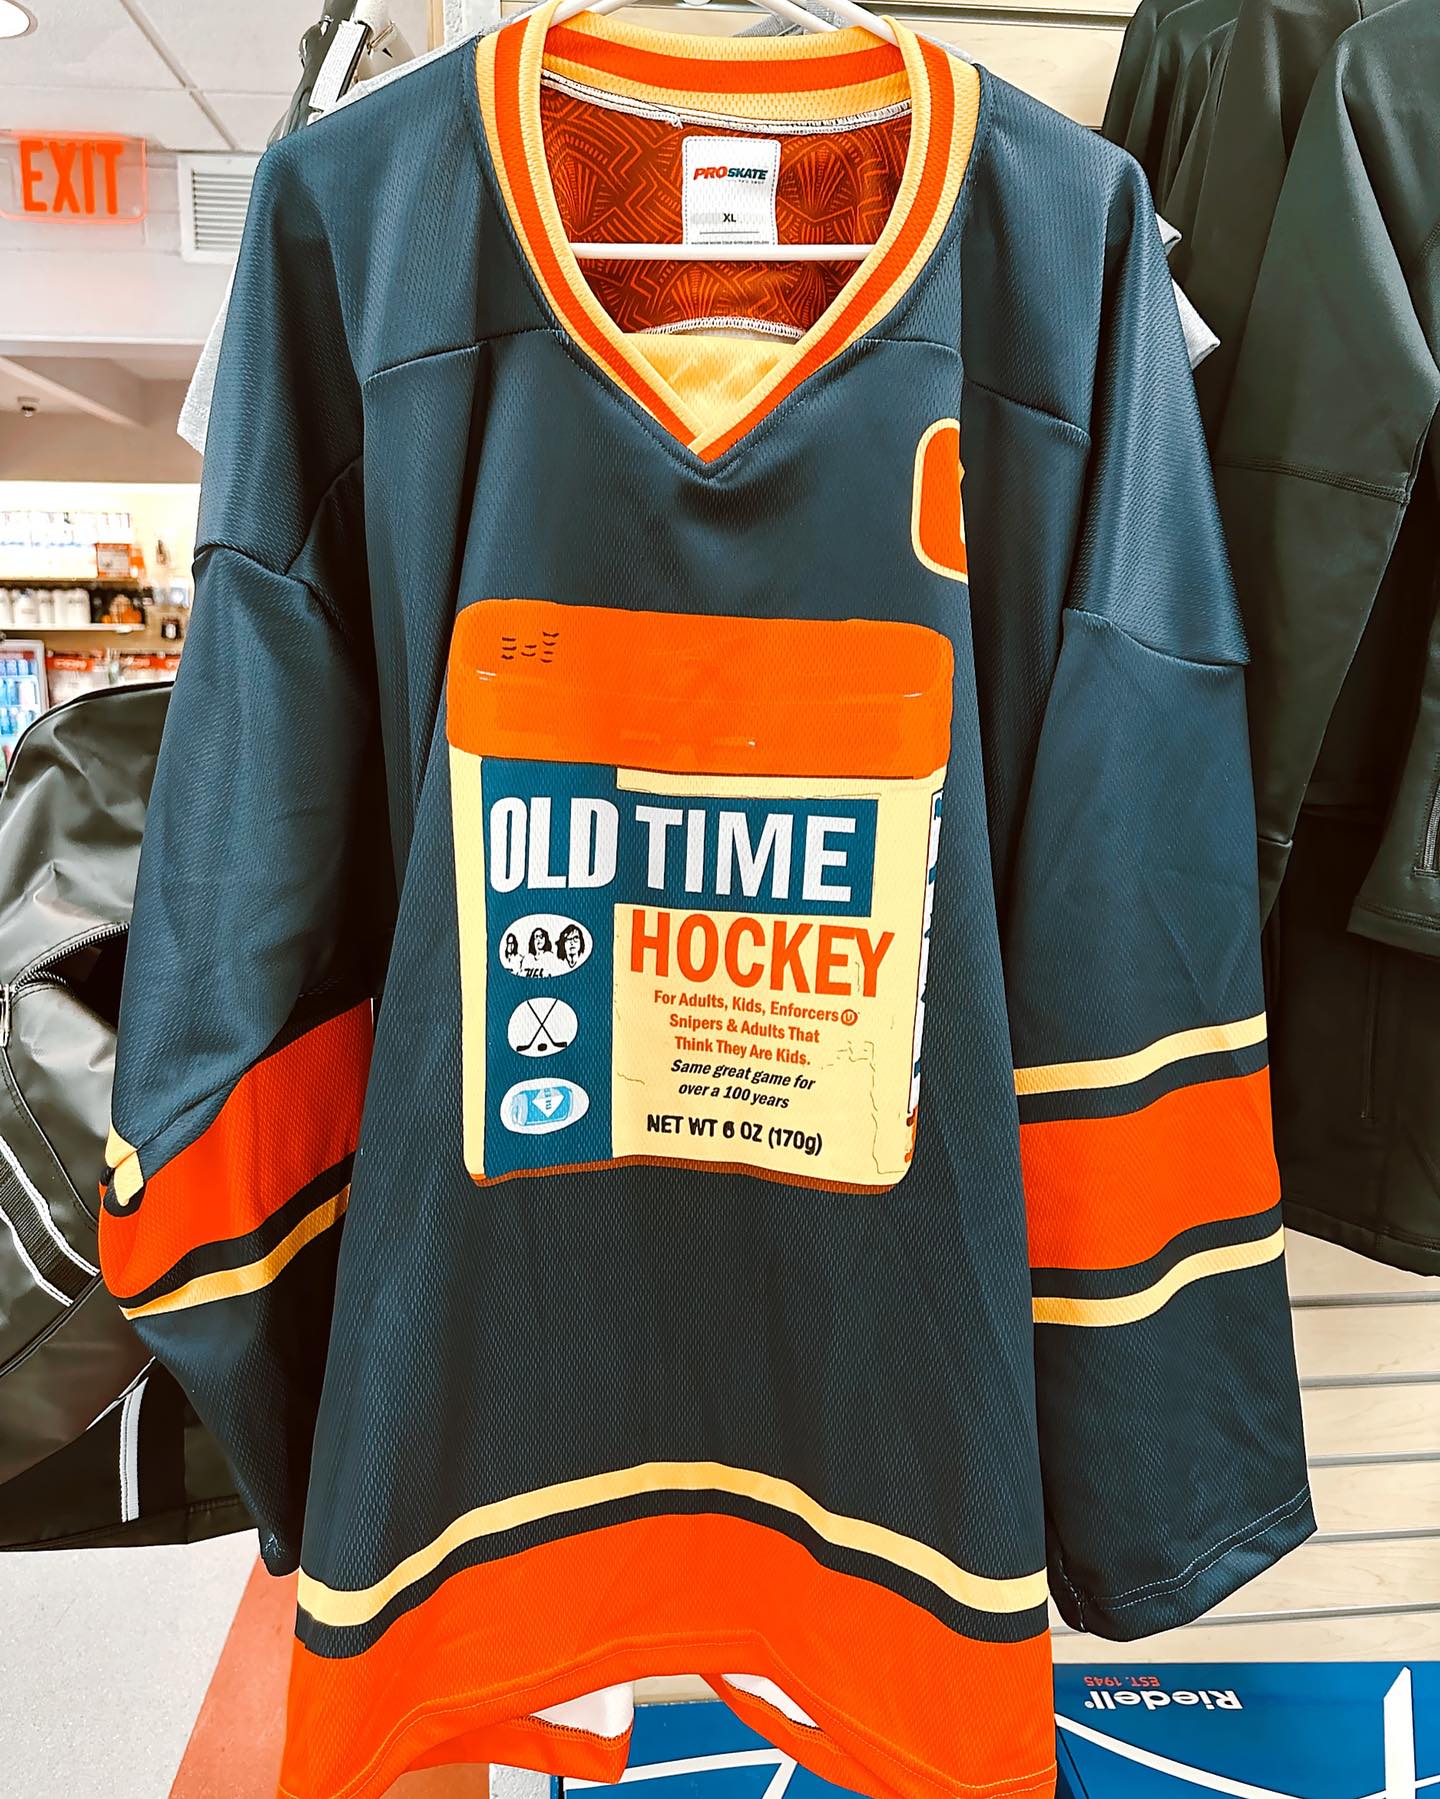 EXIT
PROSKATE
XL
OLD TIME
HOCKEY
For Adults, Kids, Enforcers
Snipers & Adults That
Think They Are Kids.
Same great game for
over a 100 years
NET WT 6 OZ (170g)
Riedell
EST. 1945